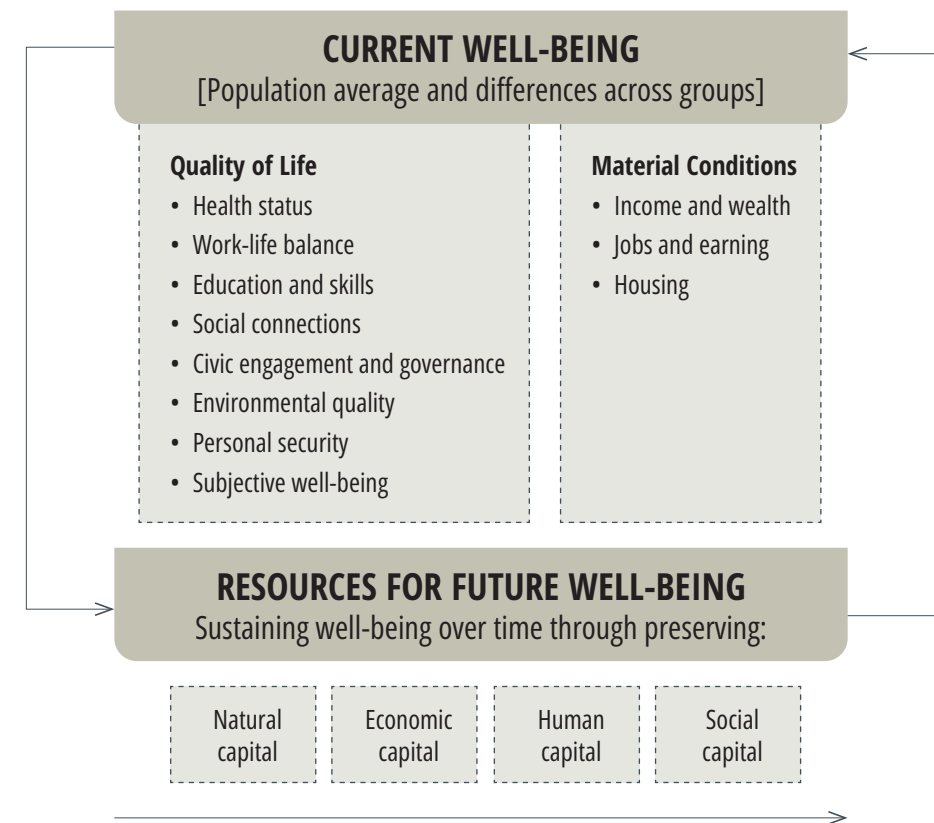 CURRENT WELL-BEING
[Population average and differences across groups]
Quality of Life
• Health status
• Work-life balance
• Education and skills
• Social connections
• Civic engagement and governance
• Environmental quality
• Personal security
• Subjective well-being
Material Conditions
• Income and wealth
• Jobs and earning
• Housing
RESOURCES FOR FUTURE WELL-BEING
Sustaining well-being over time through preserving:
Natural
capital
Economic
capital
Human
capital
Social
capital